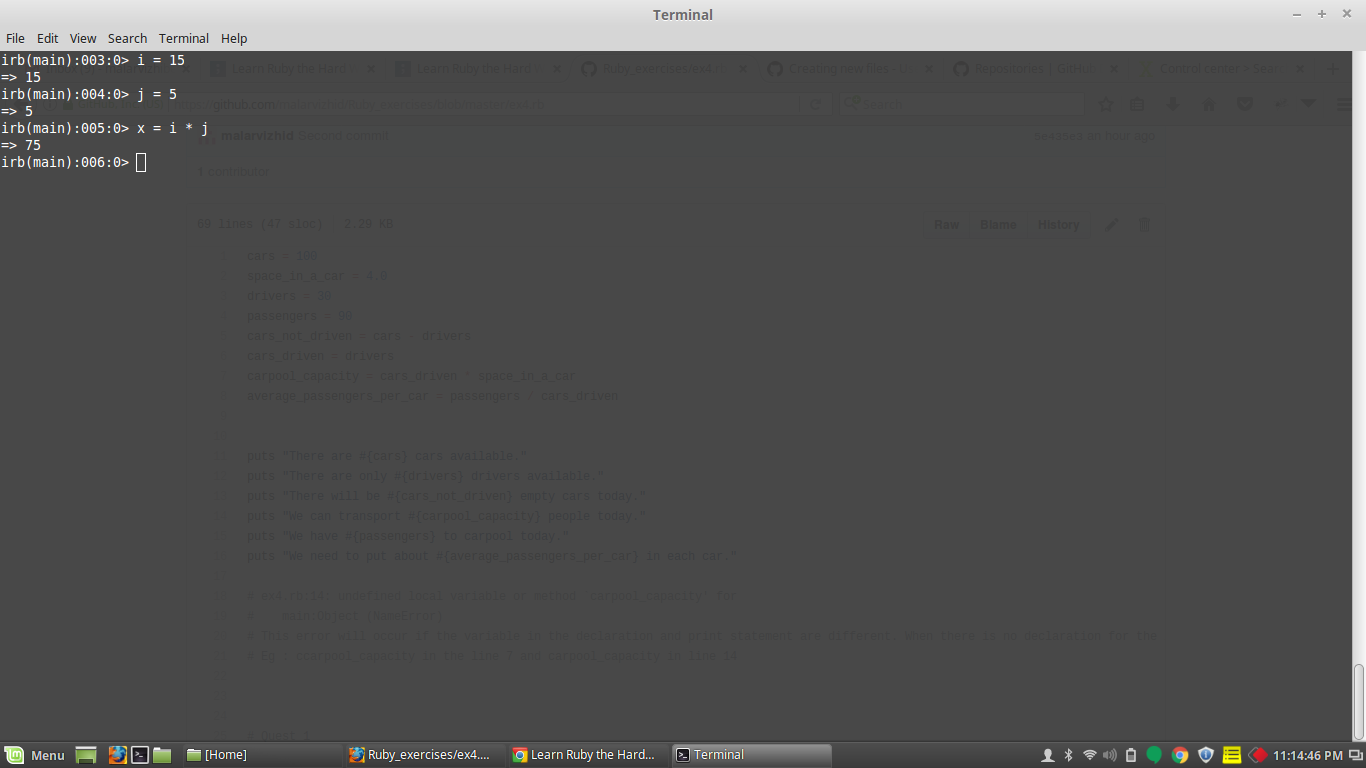 Terminal
File Edit View Search Terminal Help
irb(main):003:0> i = 15
=> 15
irb(main):004:0> j = 5
=> 5
irb(main):005:0> x = i * j
=> 75
irb(main):006:0>
Learn Ruby the Hard
Learn Ruby the Hard
Ruby_exercises/ex4
Creating new files -
Repositories | GitHub
Control center > Sear
github.com
Search
malarvizhid Second commit
an hour ago
1 contributor
69 lines (47 sloc) 2.29 KB
Raw Blame History
cars = 100
space_in_a_car = 4.0
drivers = 30
passengers = 90
cars_not_driven = cars - drivers
cars_driven = drivers
carpool_capacity = cars_driven * space_in_a_car
average_passengers_per_car = passengers / cars_driven
puts "There are #{cars} cars available."
puts "There are only #{drivers} drivers available."
puts "There will be #{cars_not_driven} empty cars today."
puts "We can transport #{carpool_capacity} people today."
puts "We have #{passengers} to carpool today."
puts "We need to put about #{average_passengers_per_car} in each car."
# ex4.rb:14: undefined local variable or method `carpool_capacity' for
# main:Object (NameError)
# This error will occur if the variable in the declaration and print statement are different. When there is no declaration for the
# Eg: carpool_capacity in the line 7 and carpool_capacity in line 14
Menu [Home] Ruby_exercises/ex4.... Learn Ruby the Hard... Terminal 11:14:46 PM